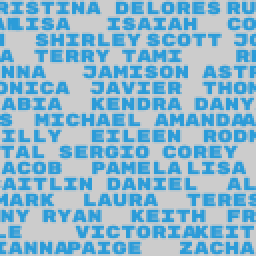 RISTINA DELORES RU
LISA ISAIAH CO
SHIRLEY SCOTT JO
A TERRY TAMI RE
NNA JAMISON ASTR
ONICA JAVIER THOM
ABIA KENDRA DANY
S MICHAEL AMANDA
ILLY EILEEN RODN
TAL SERGIO COREY
ACOB PAMELA LISA
AITLIN DANIEL AL
MARK LAURA TERES
NY RYAN KEITH FR
LE VICTORIA KEIT
IANNA PAIGE ZACHA